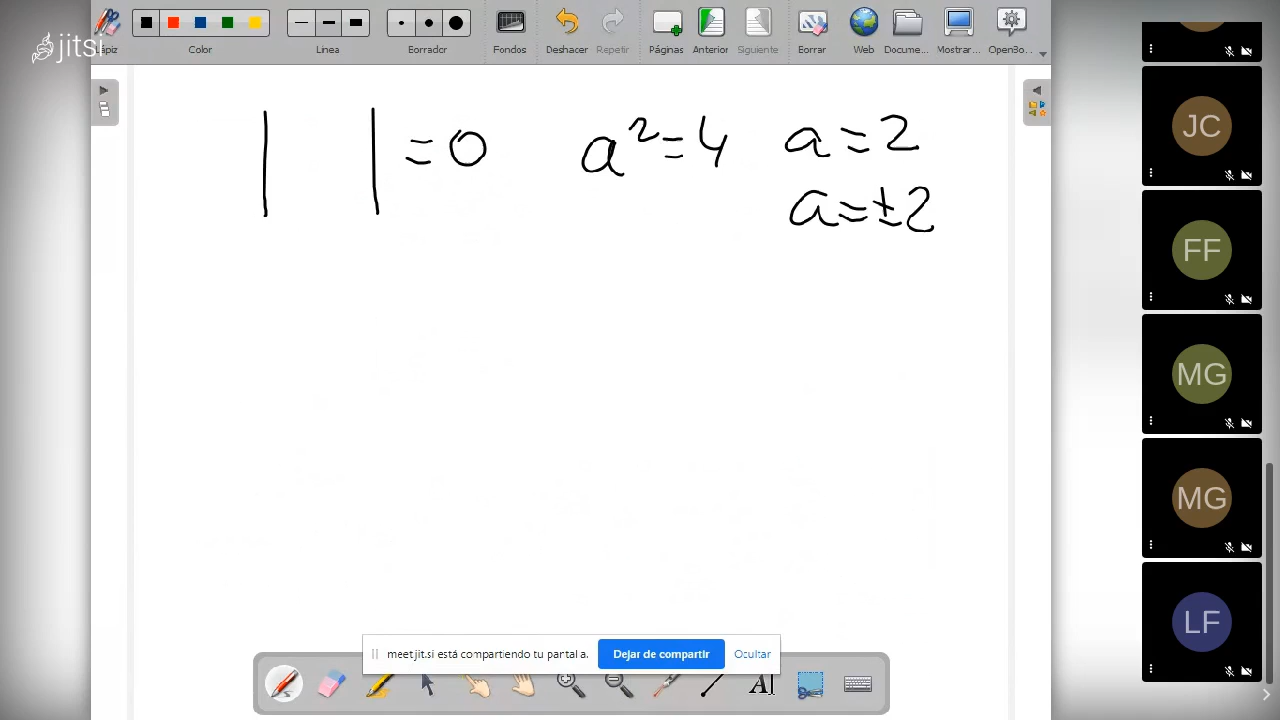 jitsi
Lápiz
Color
Línea
Borrador
Fondos
Deshacer
Repetir
Páginas
Anterior
Siguiente
Borrar
Web
Docume...
Mostrar...
OpenBo...
| | = 0 a² = 4 a = 2
a = ±2
JC
FF
MG
MG
LF
meet.jit.si está compartiendo tu pantalla.
Dejar de compartir
Ocultar
AI